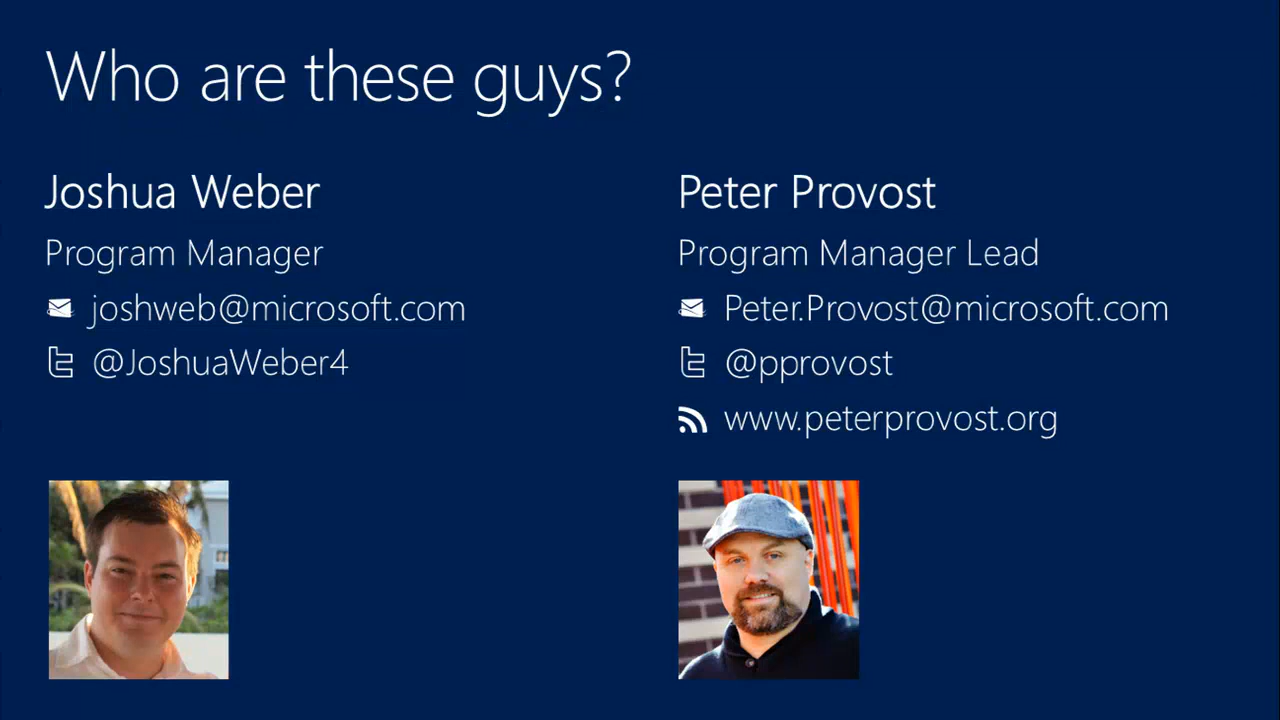 Who are these guys?
Joshua Weber
Program Manager
joshweb@microsoft.com
@JoshuaWeber4
Peter Provost
Program Manager Lead
Peter.Provost@microsoft.com
@pprovost
www.peterprovost.org